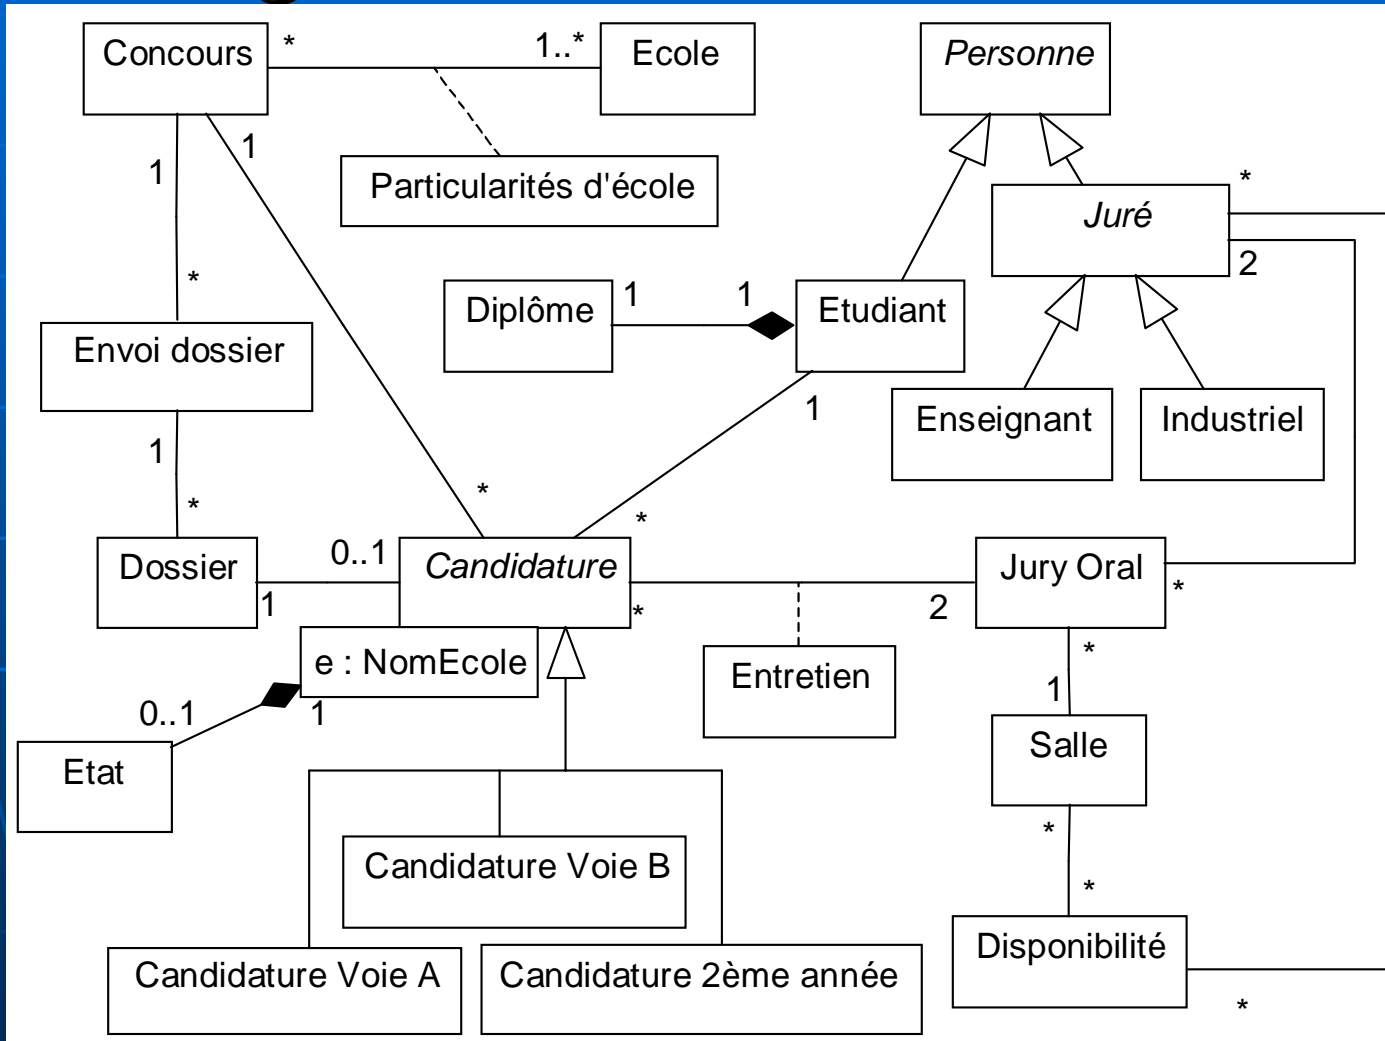 Concours
*
1..*
Ecole
Personne
1
1
Particularités d'école
*
Juré
2
*
Diplôme
1
1
Etudiant
Envoi dossier
1
Enseignant
Industriel
1
*
*
*
Dossier
0..1
1
Candidature
*
2
Jury Oral
*
e : NomEcole
Entretien
*
1
0..1
1
Etat
Salle
*
Candidature Voie B
*
Disponibilité
Candidature Voie A
Candidature 2ème année
*